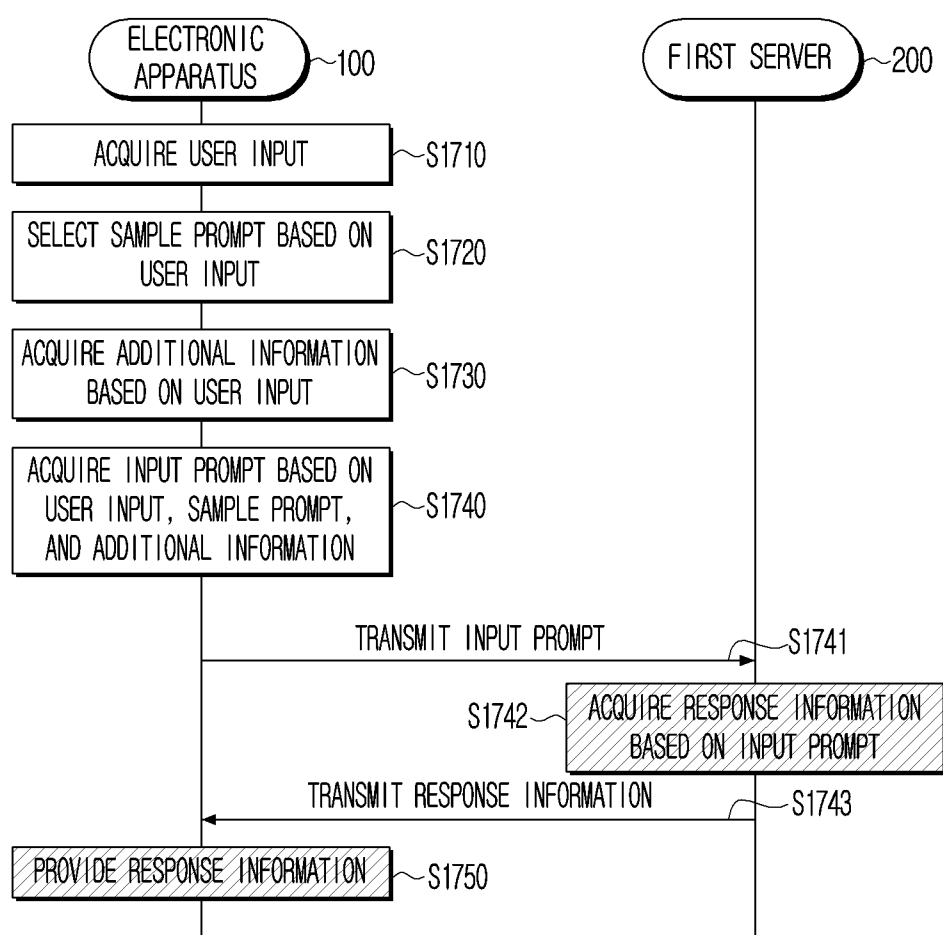 ELECTRONIC
APPARATUS
100
FIRST SERVER
200
ACQUIRE USER INPUT
S1710
SELECT SAMPLE PROMPT BASED ON
USER INPUT
S1720
ACQUIRE ADDITIONAL INFORMATION
BASED ON USER INPUT
S1730
ACQUIRE INPUT PROMPT BASED ON
USER INPUT, SAMPLE PROMPT,
AND ADDITIONAL INFORMATION
S1740
TRANSMIT INPUT PROMPT
S1741
S1742
ACQUIRE RESPONSE INFORMATION
BASED ON INPUT PROMPT
TRANSMIT RESPONSE INFORMATION
S1743
PROVIDE RESPONSE INFORMATION
S1750